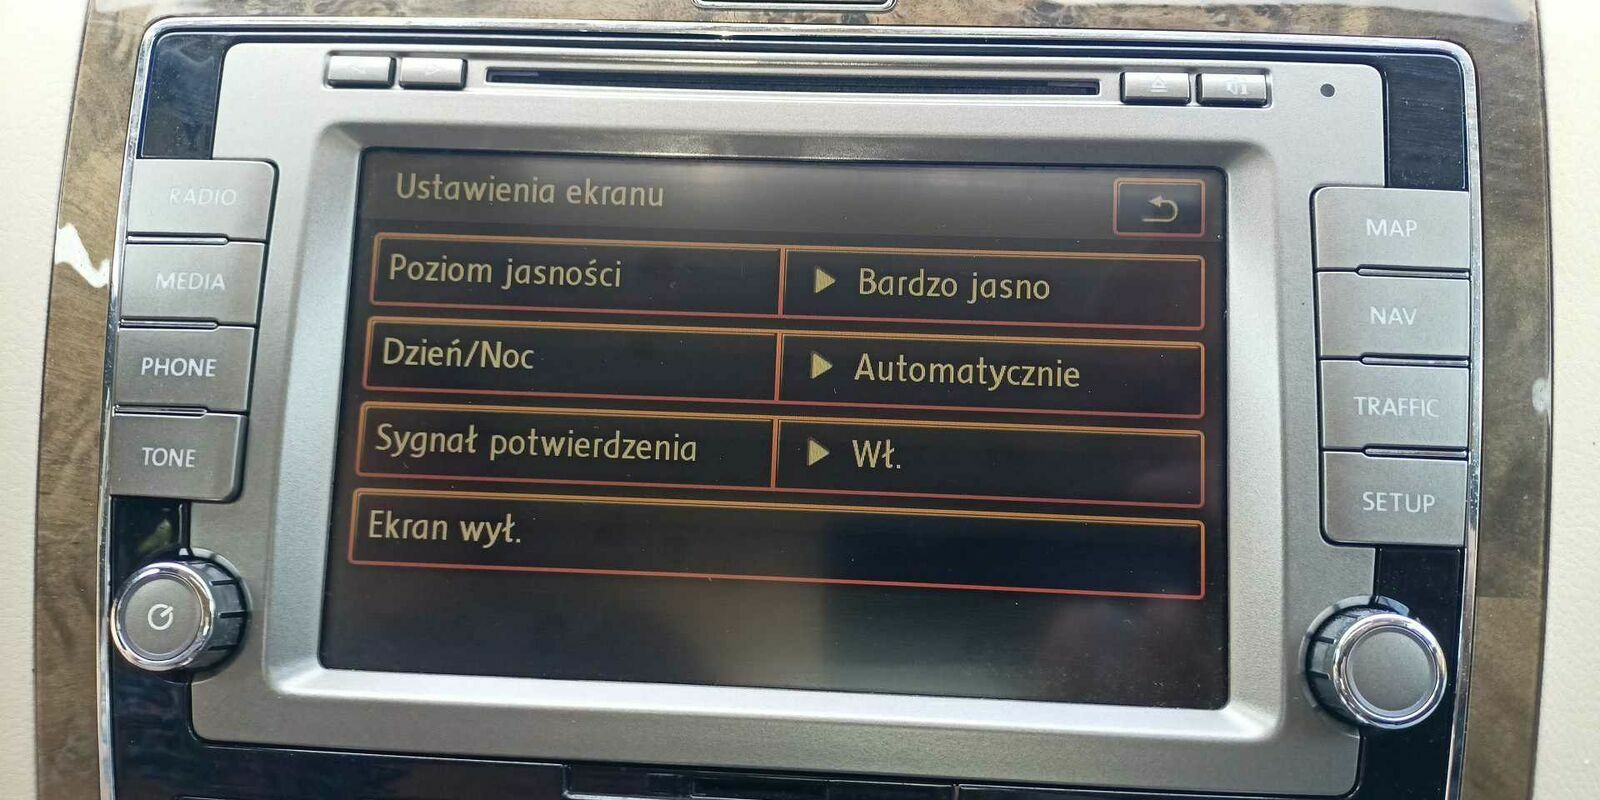 RADIO
MEDIA
PHONE
TONE
Ustawienia ekranu
Poziom jasności
Bardzo jasno
Dzień/Noc
Automatycznie
Sygnał potwierdzenia
Wł.
Ekran wył.
MAP
NAV
TRAFFIC
SETUP